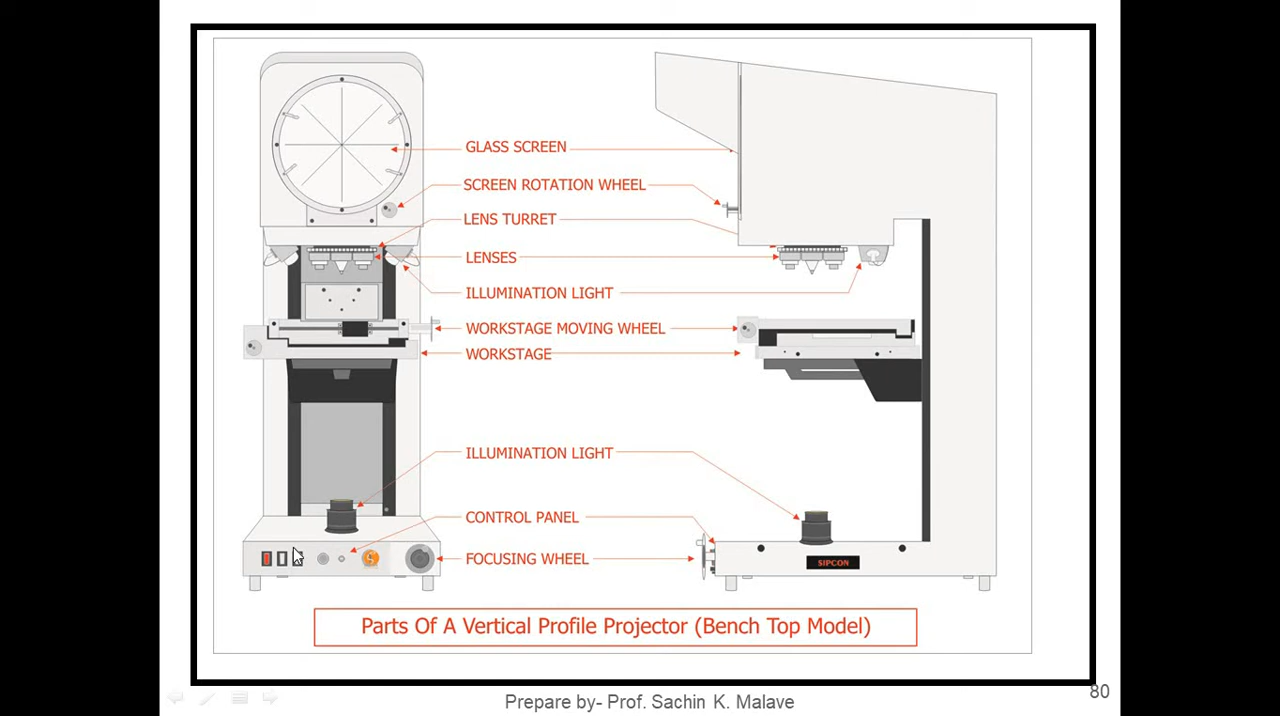 GLASS SCREEN
SCREEN ROTATION WHEEL
LENS TURRET
LENSES
ILLUMINATION LIGHT
WORKSTAGE MOVING WHEEL
WORKSTAGE
ILLUMINATION LIGHT
CONTROL PANEL
FOCUSING WHEEL
SIPCON
Parts Of A Vertical Profile Projector (Bench Top Model)
80
Prepare by- Prof. Sachin K. Malave